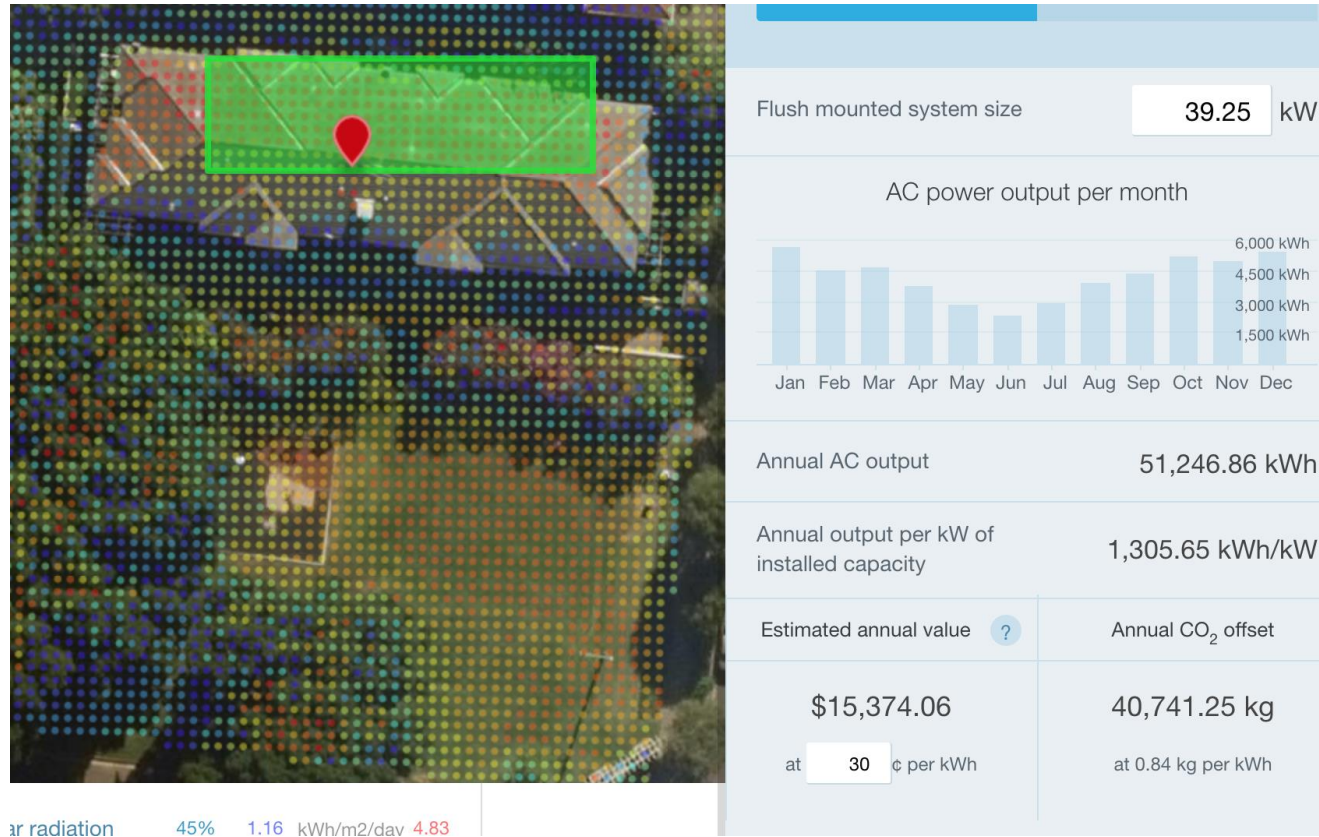 Flush mounted system size 39.25 kW
AC power output per month
6,000 kWh
4,500 kWh
3,000 kWh
1,500 kWh
Jan Feb Mar Apr May Jun Jul Aug Sep Oct Nov Dec
Annual AC output 51,246.86 kWh
Annual output per kW of
installed capacity
1,305.65 kWh/kW
Estimated annual value ?
$15,374.06
at 30 ¢ per kWh
Annual CO2 offset
40,741.25 kg
at 0.84 kg per kWh
ar radiation 45% 1.16 kWh/m2/day 4.83